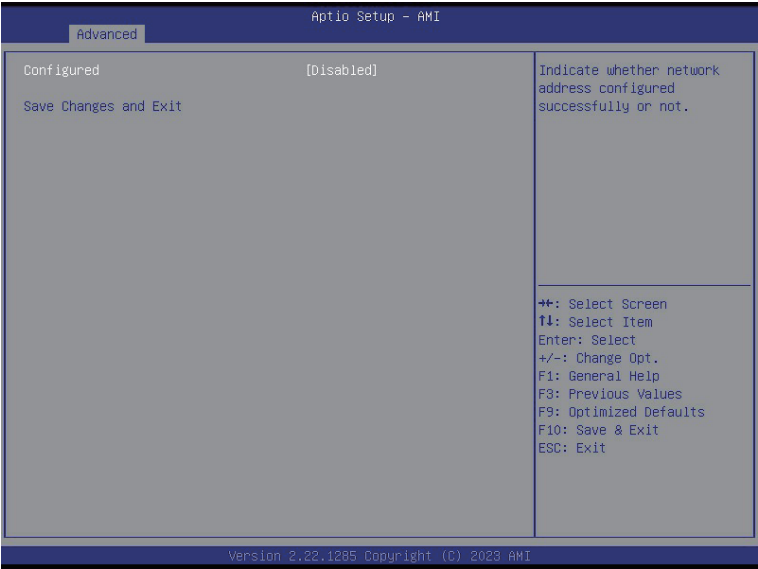 Aptio Setup – AMI
Advanced
Configured [Disabled]
Save Changes and Exit
Indicate whether network
address configured
successfully or not.
→←: Select Screen
↑↓: Select Item
Enter: Select
+/-: Change Opt.
F1: General Help
F3: Previous Values
F9: Optimized Defaults
F10: Save & Exit
ESC: Exit
Version 2.22.1285 Copyright (C) 2023 AMI